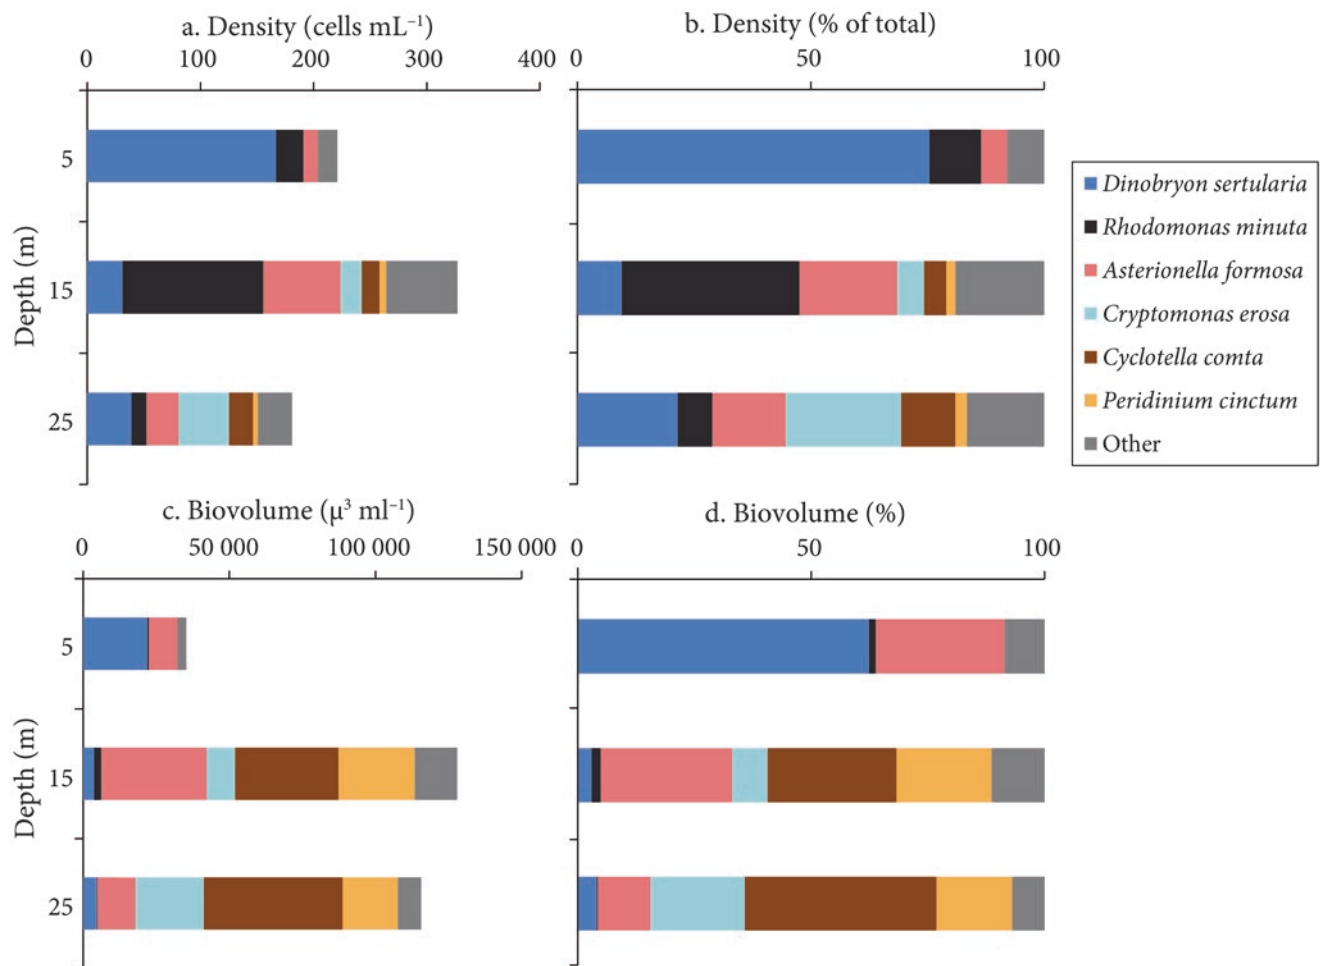 a. Density (cells mL⁻¹)
0 100 200 300 400
b. Density (% of total)
0 50 100
Depth (m)
5
15
25
Dinobryon sertularia
Rhodomonas minuta
Asterionella formosa
Cryptomonas erosa
Cyclotella comta
Peridinium cinctum
Other
c. Biovolume (µ³ ml⁻¹)
0 50 000 100 000 150 000
d. Biovolume (%)
0 50 100
Depth (m)
5
15
25